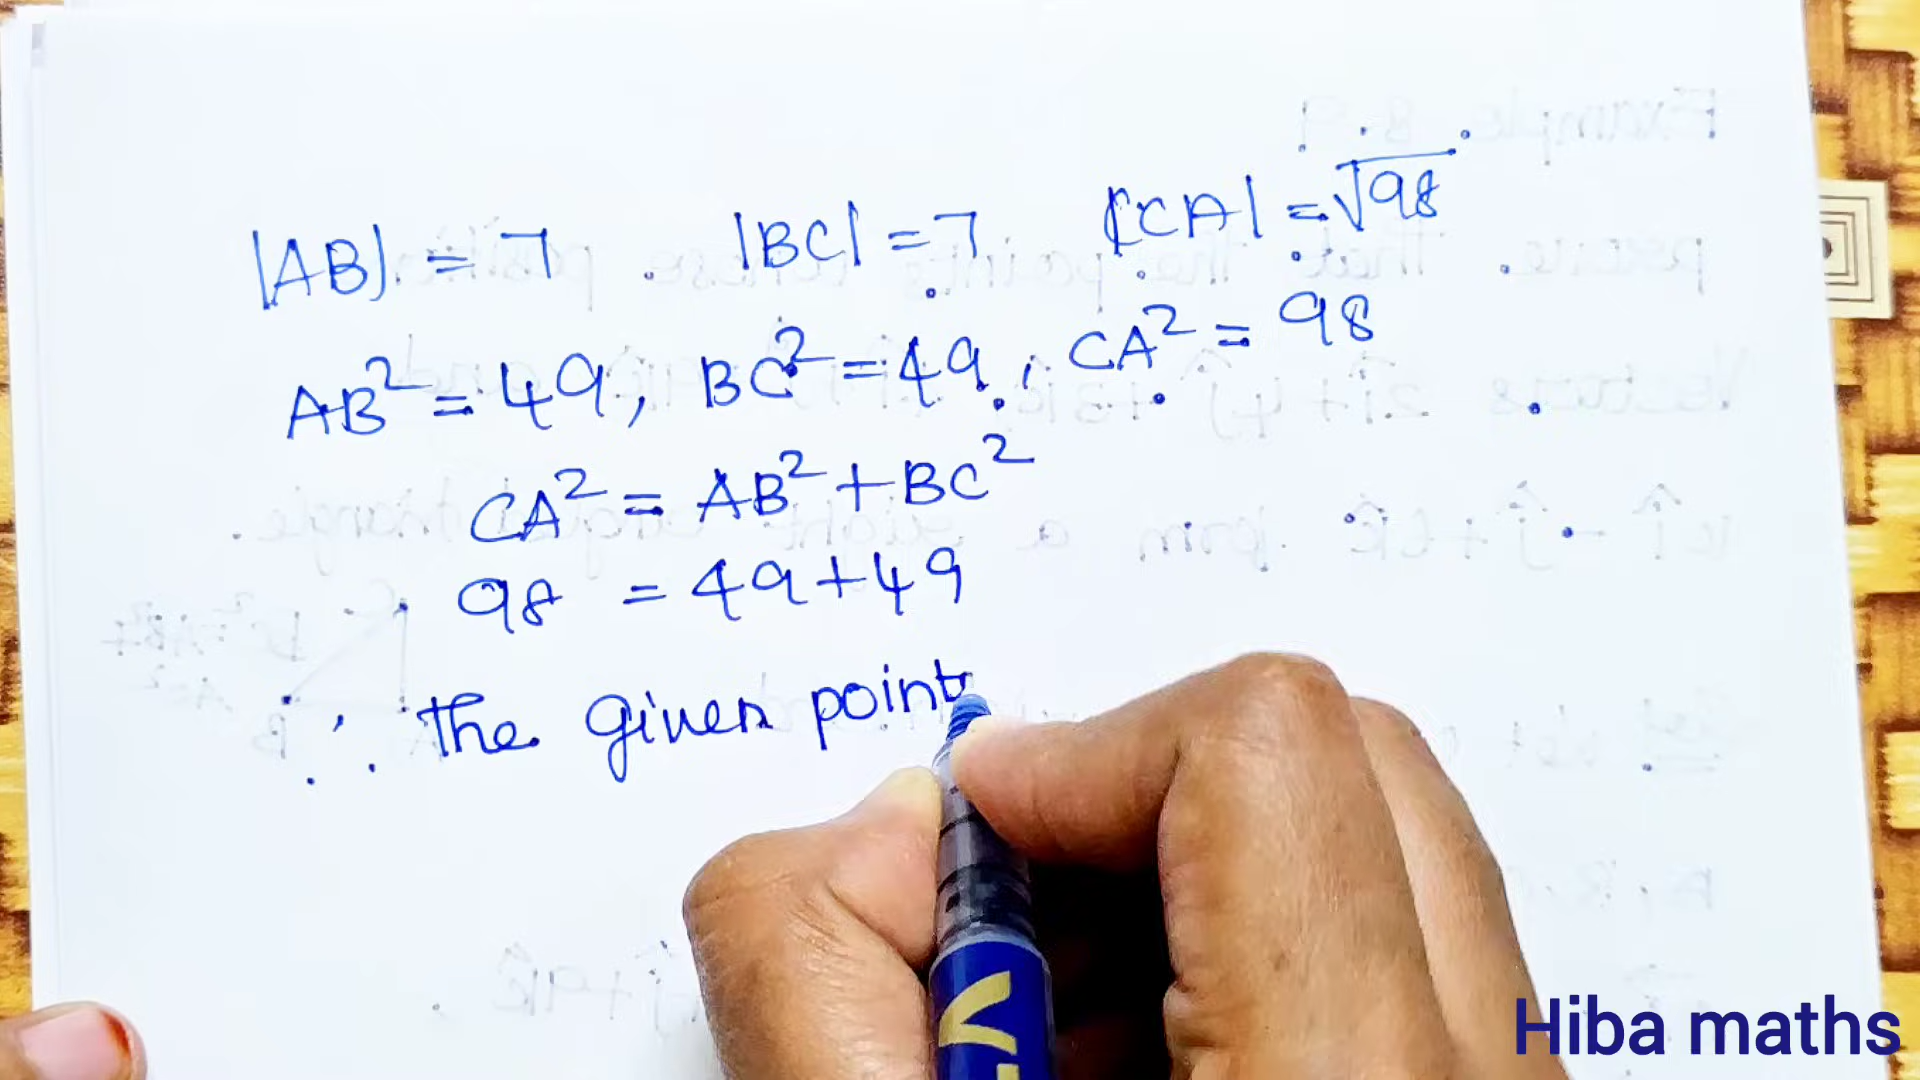 |AB| = 7 |BC| = 7 |CA| = √98
AB² = 49, BC² = 49, CA² = 98
CA² = AB² + BC²
98 = 49 + 49
∴ the given point
Hiba maths